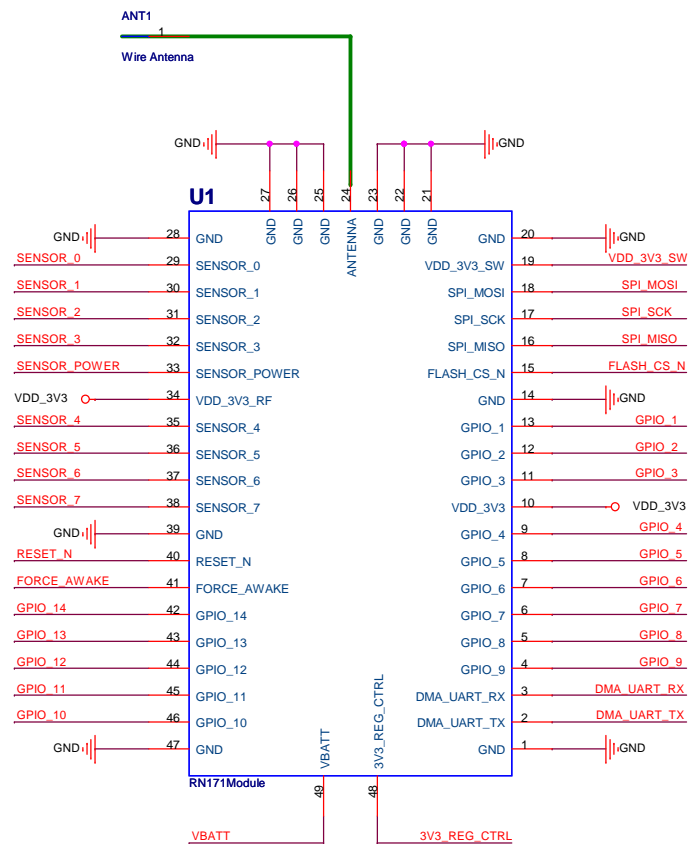 ANT1
1
Wire Antenna
GND GND
27 26 25 24 23 22 21
U1
GND GND GND ANTENNA GND GND GND
GND 28 GND GND 20 GND
SENSOR_0 29 SENSOR_0 VDD_3V3_SW 19 VDD_3V3_SW
SENSOR_1 30 SENSOR_1 SPI_MOSI 18 SPI_MOSI
SENSOR_2 31 SENSOR_2 SPI_SCK 17 SPI_SCK
SENSOR_3 32 SENSOR_3 SPI_MISO 16 SPI_MISO
SENSOR_POWER 33 SENSOR_POWER FLASH_CS_N 15 FLASH_CS_N
VDD_3V3 34 VDD_3V3_RF GND 14 GND
SENSOR_4 35 SENSOR_4 GPIO_1 13 GPIO_1
SENSOR_5 36 SENSOR_5 GPIO_2 12 GPIO_2
SENSOR_6 37 SENSOR_6 GPIO_3 11 GPIO_3
SENSOR_7 38 SENSOR_7 VDD_3V3 10 VDD_3V3
GND 39 GND GPIO_4 9 GPIO_4
RESET_N 40 RESET_N GPIO_5 8 GPIO_5
FORCE_AWAKE 41 FORCE_AWAKE GPIO_6 7 GPIO_6
GPIO_14 42 GPIO_14 GPIO_7 6 GPIO_7
GPIO_13 43 GPIO_13 GPIO_8 5 GPIO_8
GPIO_12 44 GPIO_12 GPIO_9 4 GPIO_9
GPIO_11 45 GPIO_11 DMA_UART_RX 3 DMA_UART_RX
GPIO_10 46 GPIO_10 DMA_UART_TX 2 DMA_UART_TX
GND 47 GND GND 1 GND
VBATT 3V3_REG_CTRL
RN171Module
49 48
VBATT 3V3_REG_CTRL